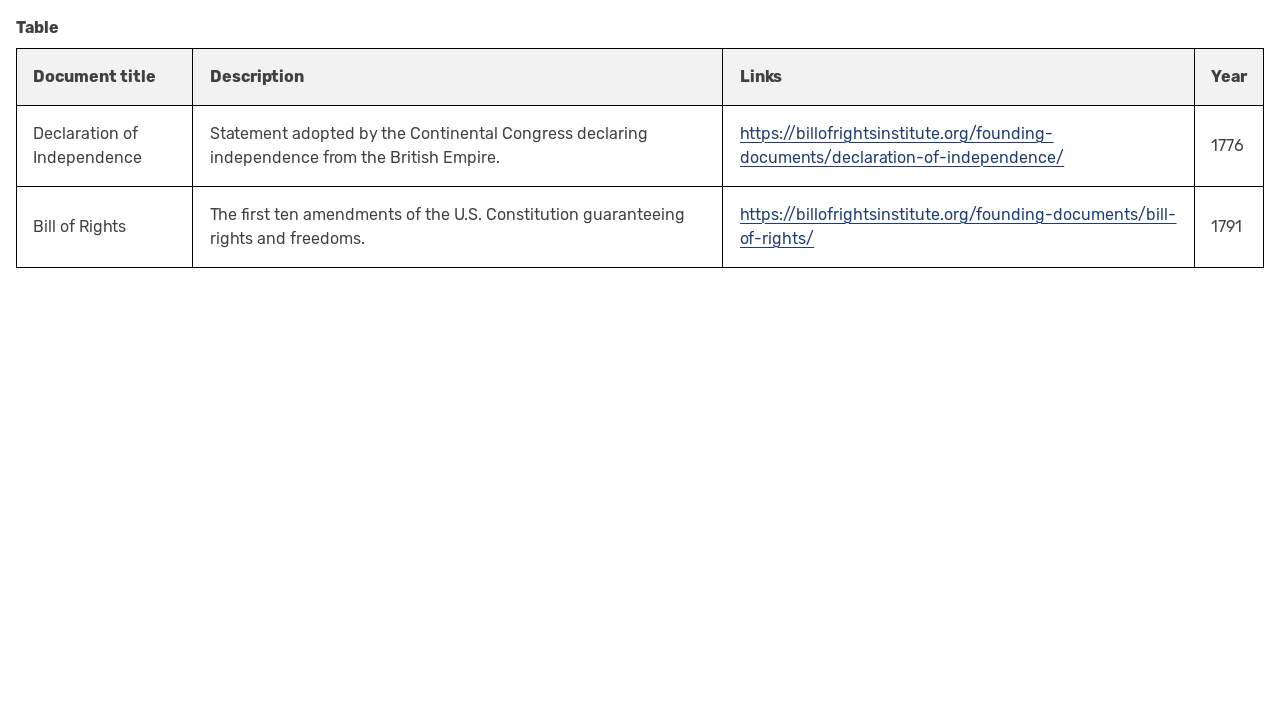 Table
Document title Description Links Year
Declaration of
Independence
Statement adopted by the Continental Congress declaring
independence from the British Empire.
https://billofrightsinstitute.org/founding-
documents/declaration-of-independence/
1776
Bill of Rights
The first ten amendments of the U.S. Constitution guaranteeing
rights and freedoms.
https://billofrightsinstitute.org/founding-documents/bill-
of-rights/
1791